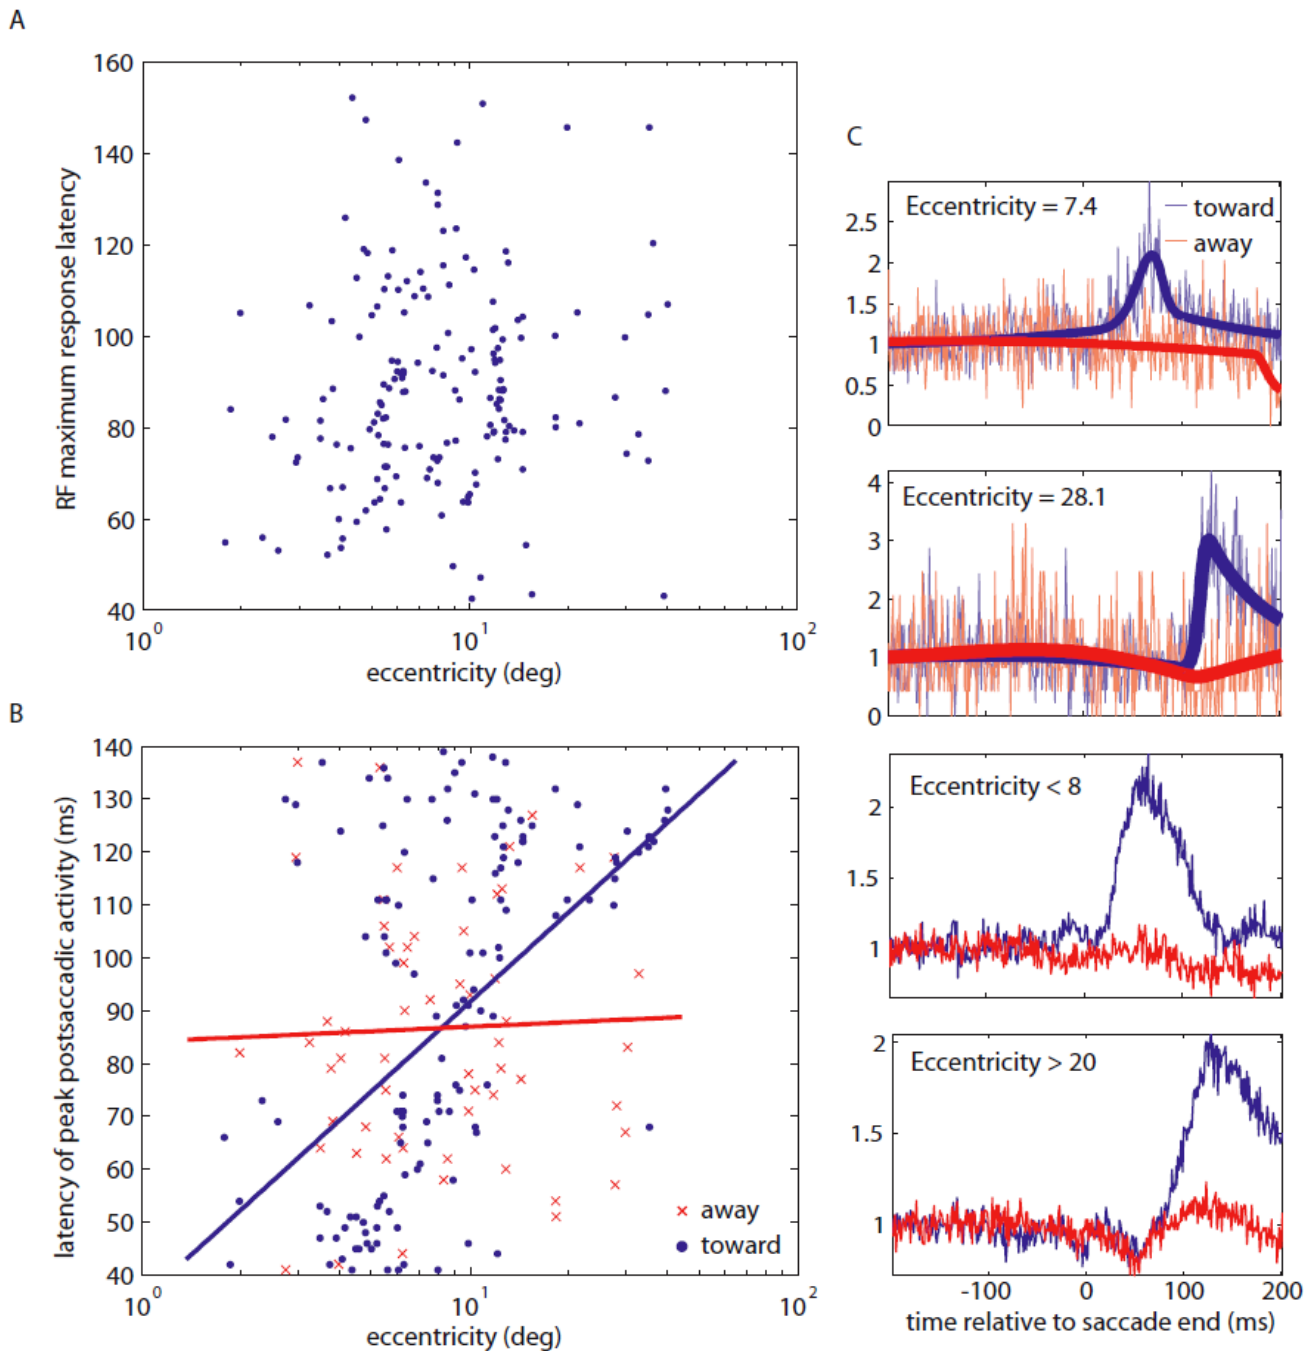 A
160
140
120
100
80
60
40
10^0
10^1
10^2
RF maximum response latency
eccentricity (deg)
B
140
130
120
110
100
90
80
70
60
50
40
10^0
10^1
10^2
latency of peak postsaccadic activity (ms)
away
toward
eccentricity (deg)
C
Eccentricity = 7.4
toward
away
2.5
2
1.5
1
0.5
0
Eccentricity = 28.1
4
3
2
1
0
Eccentricity < 8
2
1.5
1
Eccentricity > 20
2
1.5
1
-100
0
100
200
time relative to saccade end (ms)